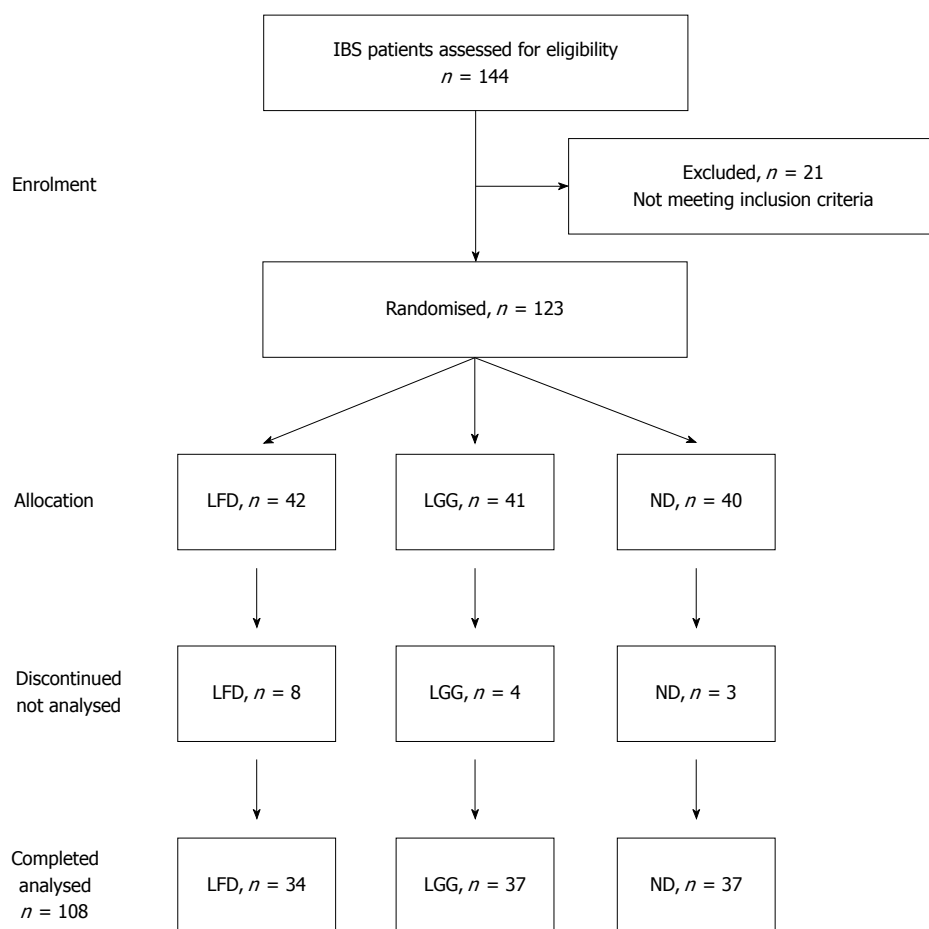 IBS patients assessed for eligibility
n = 144
Enrolment
Excluded, n = 21
Not meeting inclusion criteria
Randomised, n = 123
Allocation
LFD, n = 42
LGG, n = 41
ND, n = 40
Discontinued
not analysed
LFD, n = 8
LGG, n = 4
ND, n = 3
Completed
analysed
n = 108
LFD, n = 34
LGG, n = 37
ND, n = 37